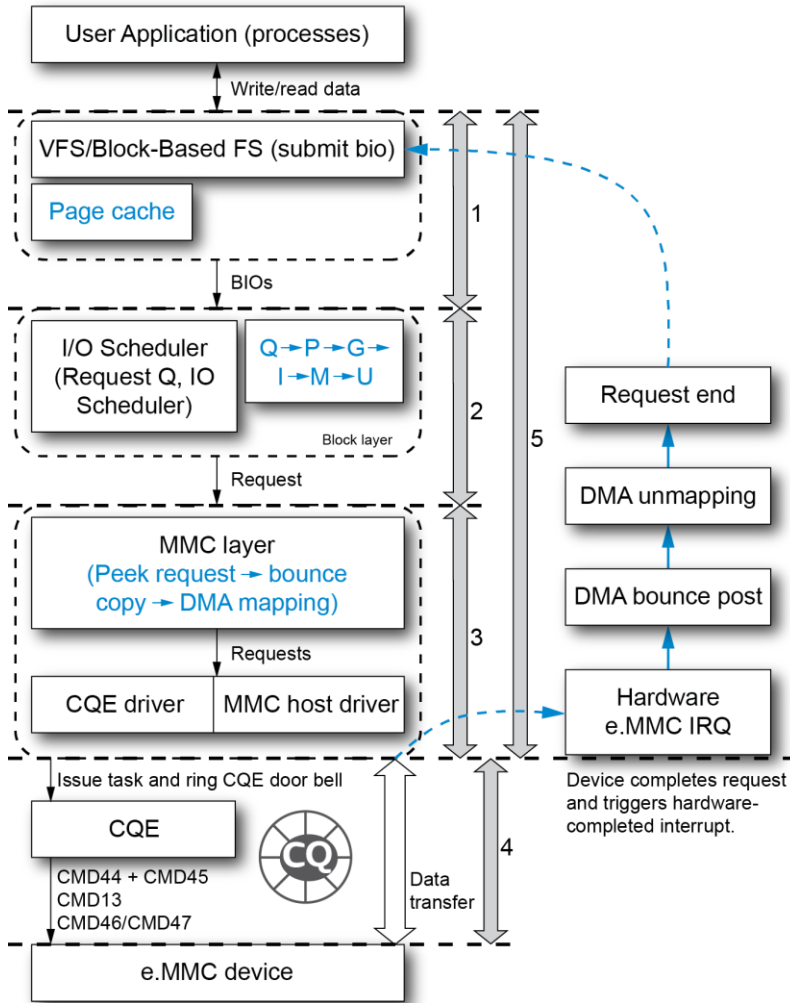 User Application (processes)
Write/read data
VFS/Block-Based FS (submit bio)
Page cache
1
BIOs
I/O Scheduler
(Request Q, IO
Scheduler)
Q→P→G→
I→M→U
Block layer
2
5
Request
MMC layer
(Peek request → bounce
copy → DMA mapping)
Requests
CQE driver
MMC host driver
3
Request end
DMA unmapping
DMA bounce post
Hardware
e.MMC IRQ
Issue task and ring CQE door bell
Device completes request
and triggers hardware-
completed interrupt.
CQE
CQ
CMD44 + CMD45
CMD13
CMD46/CMD47
Data
transfer
4
e.MMC device